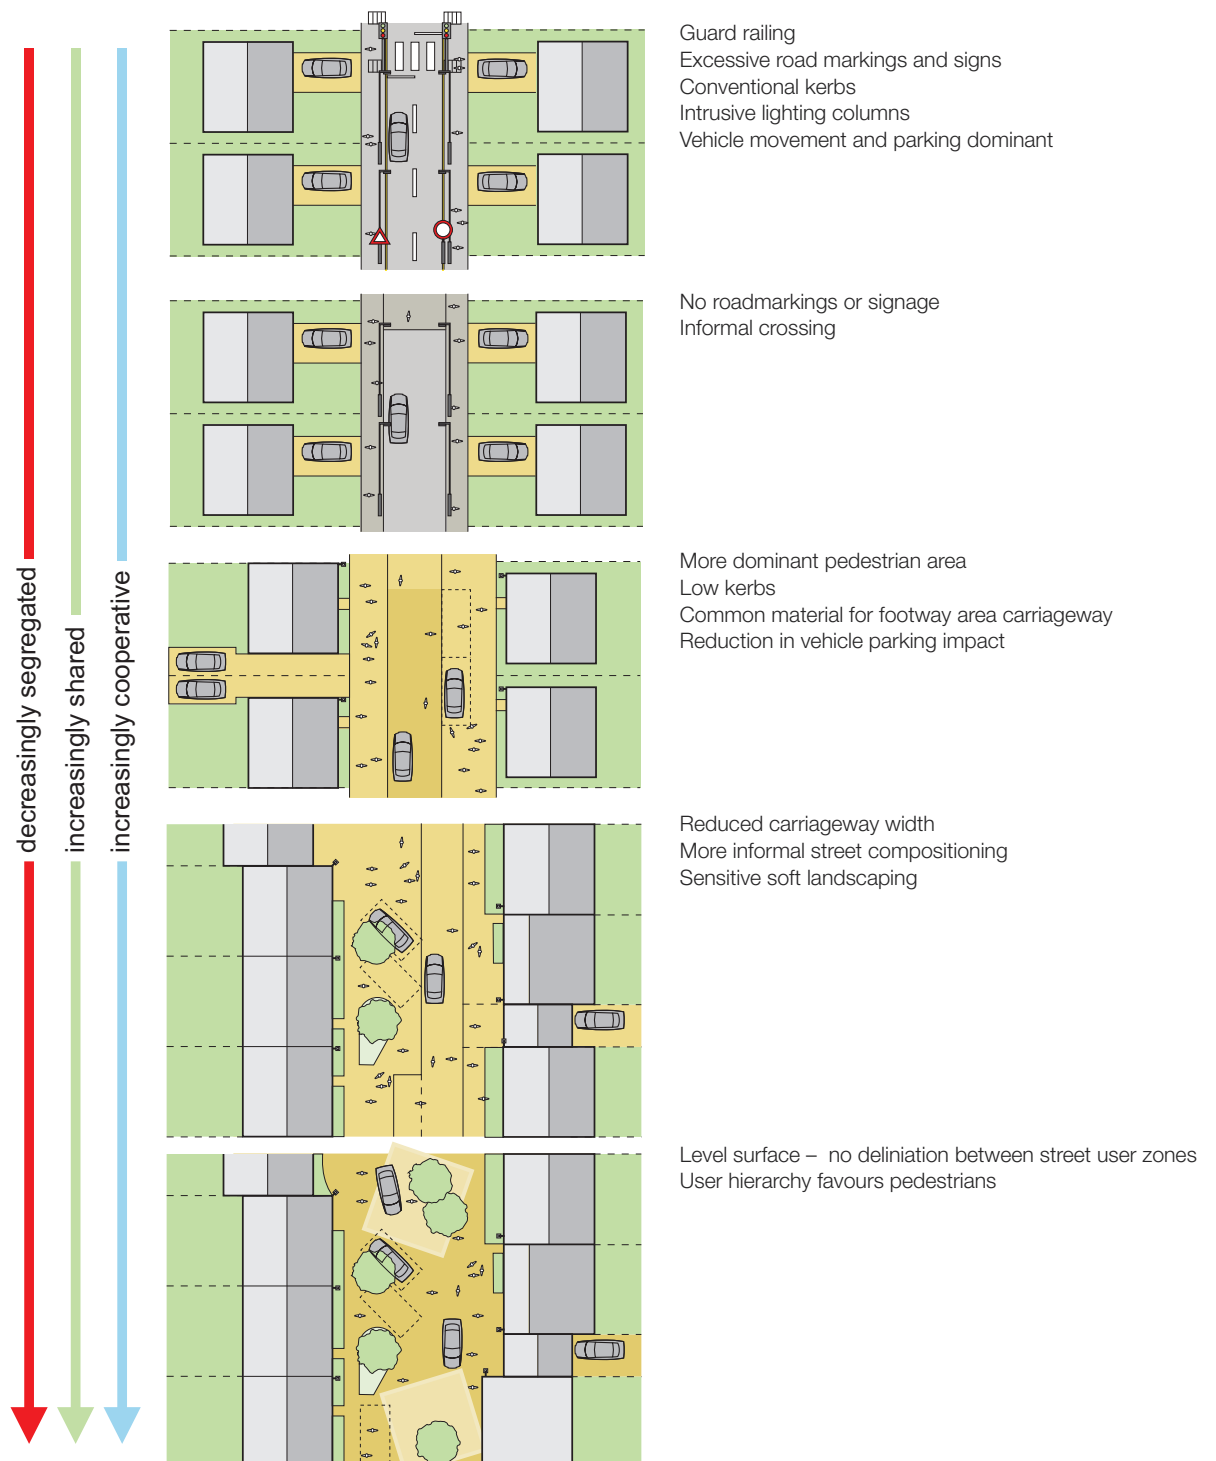 Guard railing
Excessive road markings and signs
Conventional kerbs
Intrusive lighting columns
Vehicle movement and parking dominant
No roadmarkings or signage
Informal crossing
More dominant pedestrian area
Low kerbs
Common material for footway area carriageway
Reduction in vehicle parking impact
decreasingly segregated
increasingly shared
increasingly cooperative
Reduced carriageway width
More informal street compositioning
Sensitive soft landscaping
Level surface – no deliniation between street user zones
User hierarchy favours pedestrians